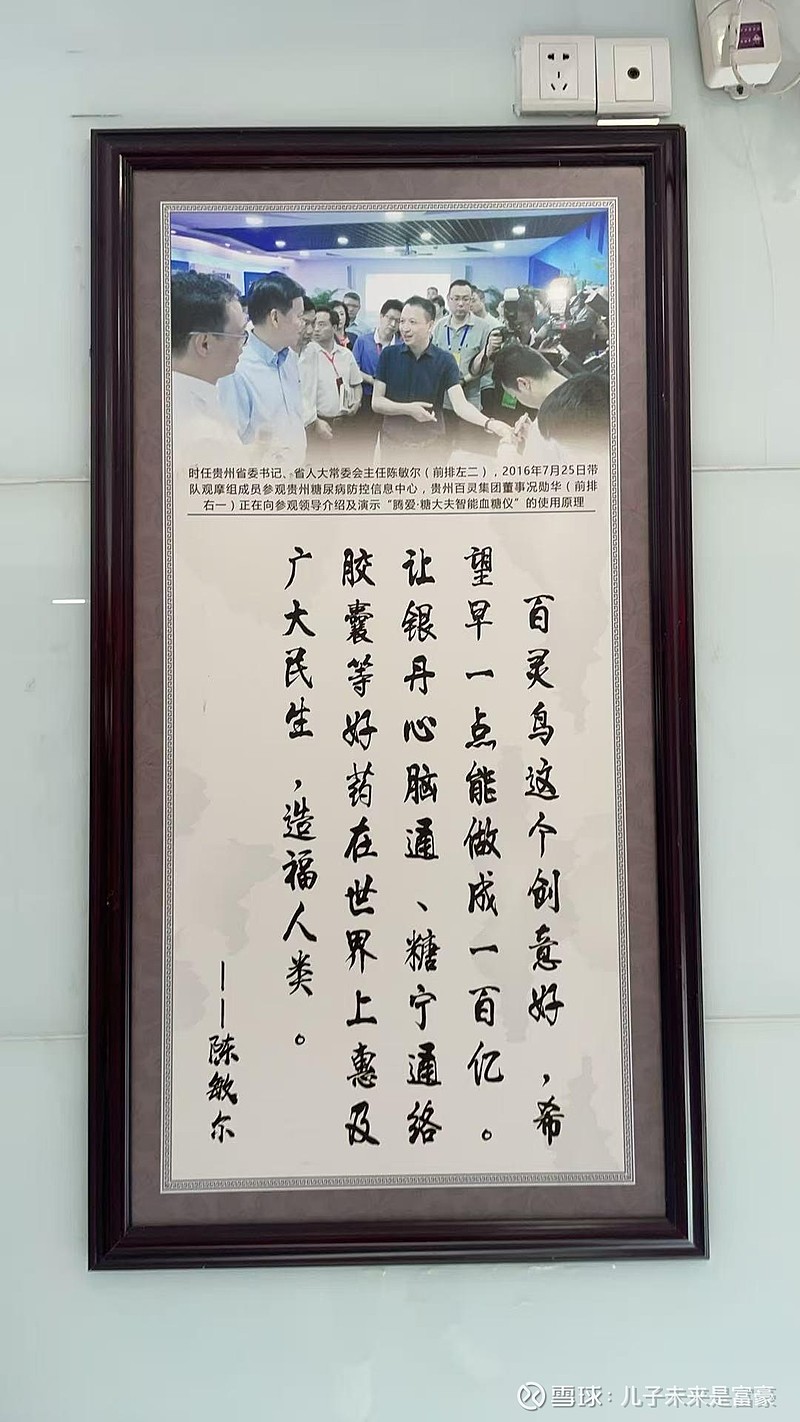 时任贵州省委书记、省人大常委会主任陈敏尔（前排左二），2016年7月25日带
队观摩组成员参观贵州糖尿病防控信息中心，贵州百灵集团董事况勋华（前排
右一）正在向参观领导介绍及演示“腾爱·糖大夫智能血糖仪”的使用原理
百灵鸟这个创意好，希
望早一点能做成一百亿。
让银丹心脑通、糖宁通络
胶囊等好药在世界上惠及
广大民生，造福人类。
——陈敏尔
雪球：儿子未来是富豪